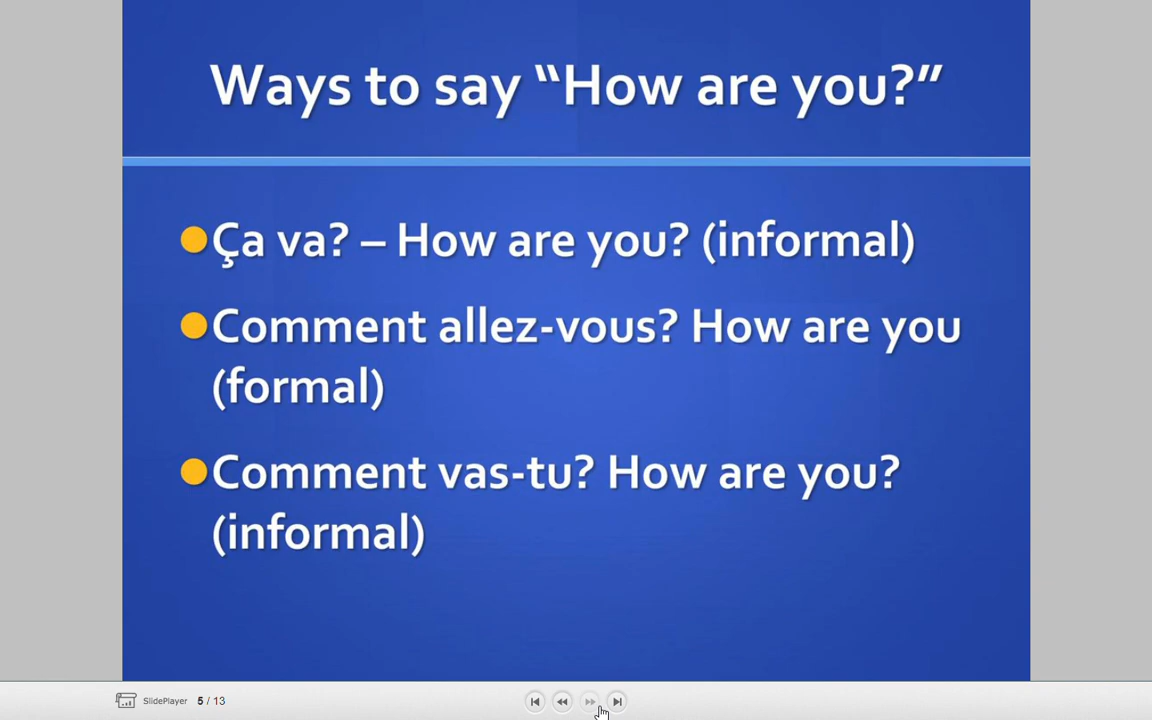 Ways to say “How are you?”
Ça va? – How are you? (informal)
Comment allez-vous? How are you
(formal)
Comment vas-tu? How are you?
(informal)
SlidePlayer 5 / 13